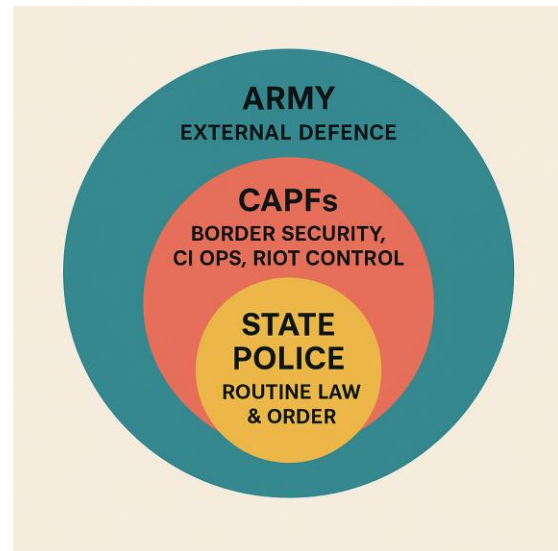 ARMY
EXTERNAL DEFENCE
CAPFs
BORDER SECURITY,
CI OPS, RIOT CONTROL
STATE
POLICE
ROUTINE LAW
& ORDER